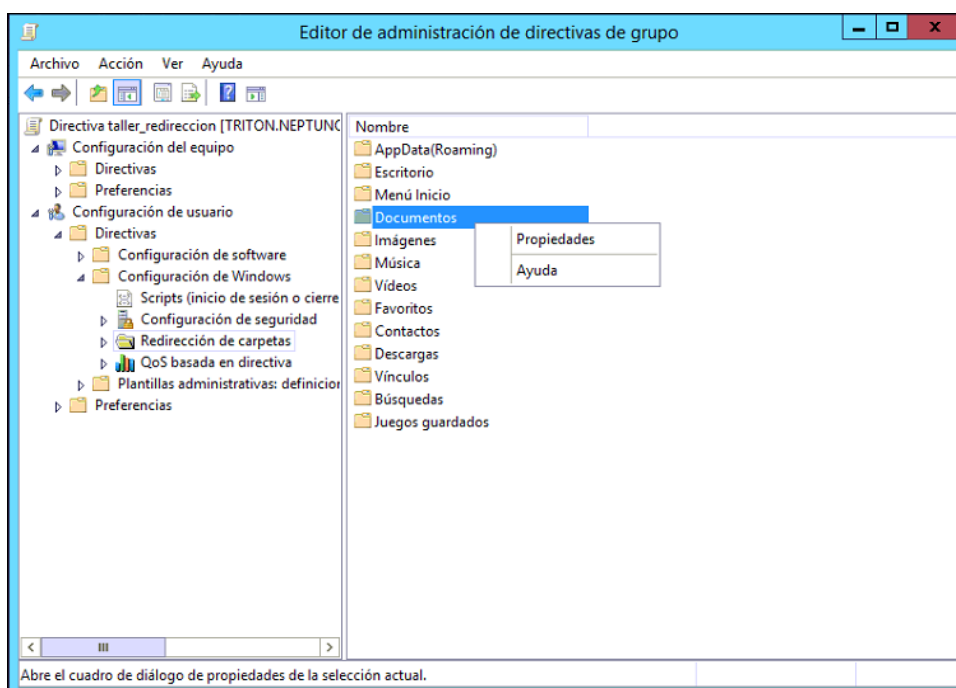 Editor de administración de directivas de grupo
Archivo Acción Ver Ayuda
Directiva taller_redireccion [TRITON.NEPTUNO
Configuración del equipo
Directivas
Preferencias
Configuración de usuario
Directivas
Configuración de software
Configuración de Windows
Scripts (inicio de sesión o cierre
Configuración de seguridad
Redirección de carpetas
QoS basada en directiva
Plantillas administrativas: definicion
Preferencias
Nombre
AppData(Roaming)
Escritorio
Menú Inicio
Documentos
Imágenes
Música
Vídeos
Favoritos
Contactos
Descargas
Vínculos
Búsquedas
Juegos guardados
Propiedades
Ayuda
Abre el cuadro de diálogo de propiedades de la selección actual.